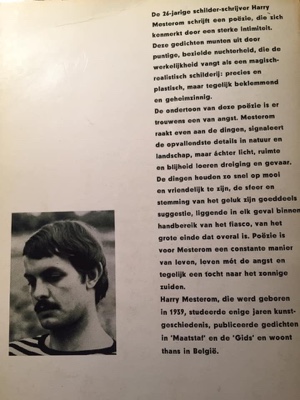 De 26-jarige schilder-schrijver Harry
Mesterom schrijft een poëzie, die zich
kenmerkt door een sterke intimiteit.
Deze gedichten munten uit door
puntige, bezielde nuchterheid, die de
werkelijkheid vangt als een magisch-
realistisch schilderij: precies en
plastisch, maar tegelijk beklemmend
en geheimzinnig.
De ondertoon van deze poëzie is er
trouwens een van angst. Mesterom
raakt even aan de dingen, signaleert
de opvallendste details in natuur en
landschap, maar áchter licht, ruimte
en blijheid loeren dreiging en gevaar.
De dingen houden zo snel op mooi
en vriendelijk te zijn, de sfeer en
stemming van het geluk zijn goeddeels
suggestie, liggende in elk geval binnen
handbereik van het fiasco, van het
grote einde dat overal is. Poëzie is
voor Mesterom een constante manier
van leven, leven mét de angst en
tegelijk een tocht naar het zonnige
zuiden.
Harry Mesterom, die werd geboren
in 1939, studeerde enige jaren kunst-
geschiedenis, publiceerde gedichten
in 'Maatstaf' en de 'Gids' en woont
thans in België.